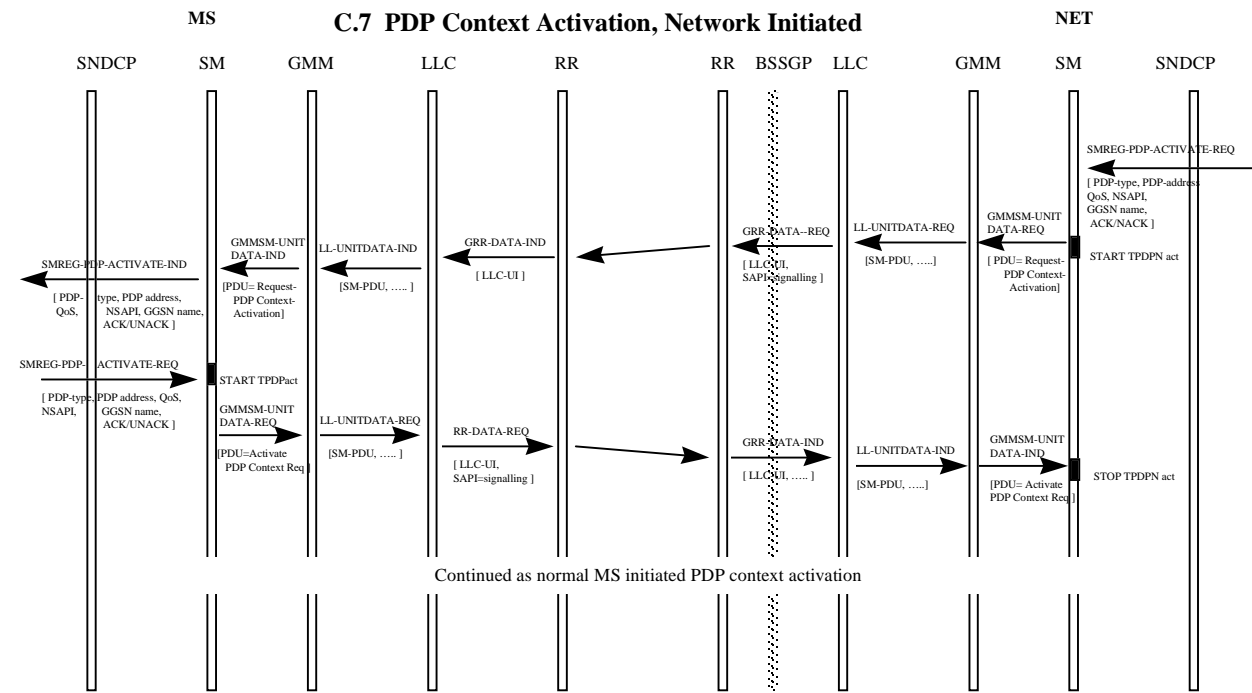 MS
C.7 PDP Context Activation, Network Initiated
NET
SNDCP SM GMM LLC RR RR BSSGP LLC GMM SM SNDCP
SMREG-PDP-ACTIVATE-REQ
[ PDP-type, PDP-address
QoS, NSAPI,
GGSN name,
ACK/NACK ]
GMMSM-UNIT
DATA-REQ
START TPDPN act
[ PDU= Request-
PDP Context-
Activation]
LL-UNITDATA-REQ
[SM-PDU, …..]
GRR-DATA--REQ
[ LLC-UI,
SAPI=signalling ]
GRR-DATA-IND
[ LLC-UI ]
LL-UNITDATA-IND
[SM-PDU, ….. ]
GMMSM-UNIT
DATA-IND
[PDU= Request-
PDP Context-
Activation]
SMREG-PDP-ACTIVATE-IND
[ PDP- type, PDP address,
QoS, NSAPI, GGSN name,
ACK/UNACK ]
SMREG-PDP- ACTIVATE-REQ
START TPDPact
[ PDP-type, PDP address, QoS,
NSAPI, GGSN name,
ACK/UNACK ]
GMMSM-UNIT
DATA-REQ
[PDU=Activate
PDP Context Req ]
LL-UNITDATA-REQ
[SM-PDU, ….. ]
RR-DATA-REQ
[ LLC-UI,
SAPI=signalling ]
GRR-DATA-IND
[ LLC-UI, ….. ]
LL-UNITDATA-IND
[SM-PDU, …..]
GMMSM-UNIT
DATA-IND
[PDU= Activate
PDP Context Req ]
STOP TPDPN act
Continued as normal MS initiated PDP context activation